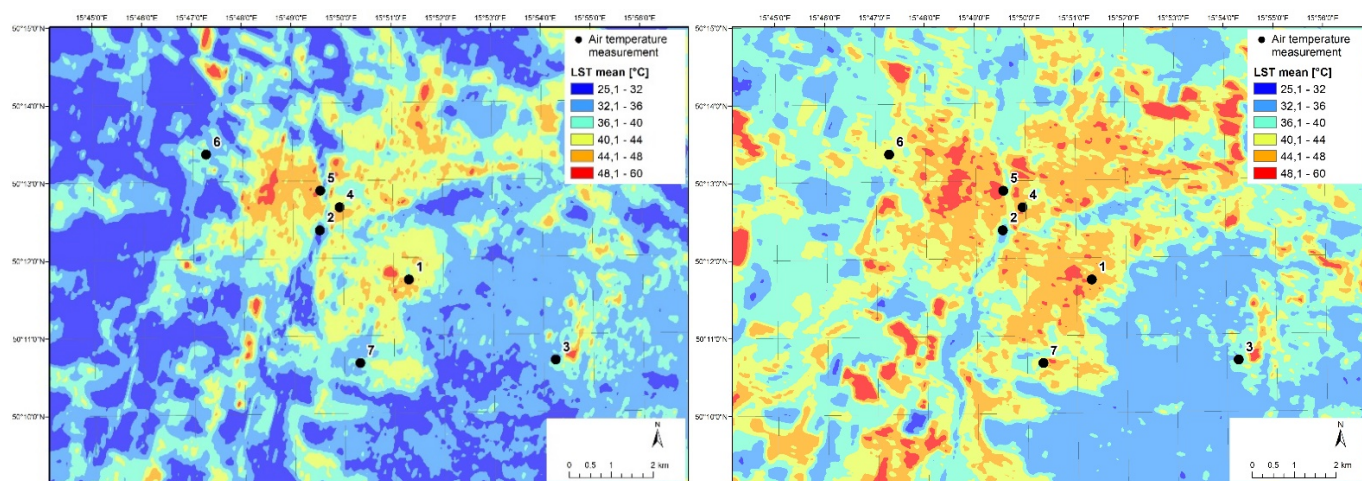 15°45'0"E 15°46'0"E 15°47'0"E 15°48'0"E 15°49'0"E 15°50'0"E 15°52'0"E 15°53'0"E 15°54'0"E 15°55'0"E 15°56'0"E
50°15'0"N
50°14'0"N
50°13'0"N
50°12'0"N
50°11'0"N
50°10'0"N
Air temperature
measurement
LST mean [°C]
25,1 - 32
32,1 - 36
36,1 - 40
40,1 - 44
44,1 - 48
48,1 - 60
6
5
4
2
1
7
3
N
0 0.5 1 2 km
15°45'0"E 15°46'0"E 15°47'0"E 15°48'0"E 15°49'0"E 15°50'0"E 15°51'0"E 15°52'0"E 15°53'0"E 15°54'0"E 15°55'0"E 15°56'0"E
50°15'0"N
50°14'0"N
50°13'0"N
50°12'0"N
50°11'0"N
50°10'0"N
Air temperature
measurement
LST mean [°C]
25,1 - 32
32,1 - 36
36,1 - 40
40,1 - 44
44,1 - 48
48,1 - 60
6
5
4
2
1
7
3
N
0 0.5 1 2 km